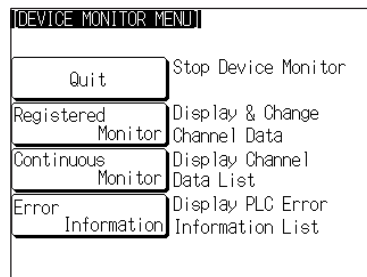 [DEVICE MONITOR MENU]
Quit
Stop Device Monitor
Registered
Monitor
Display & Change
Channel Data
Continuous
Monitor
Display Channel
Data List
Error
Information
Display PLC Error
Information List